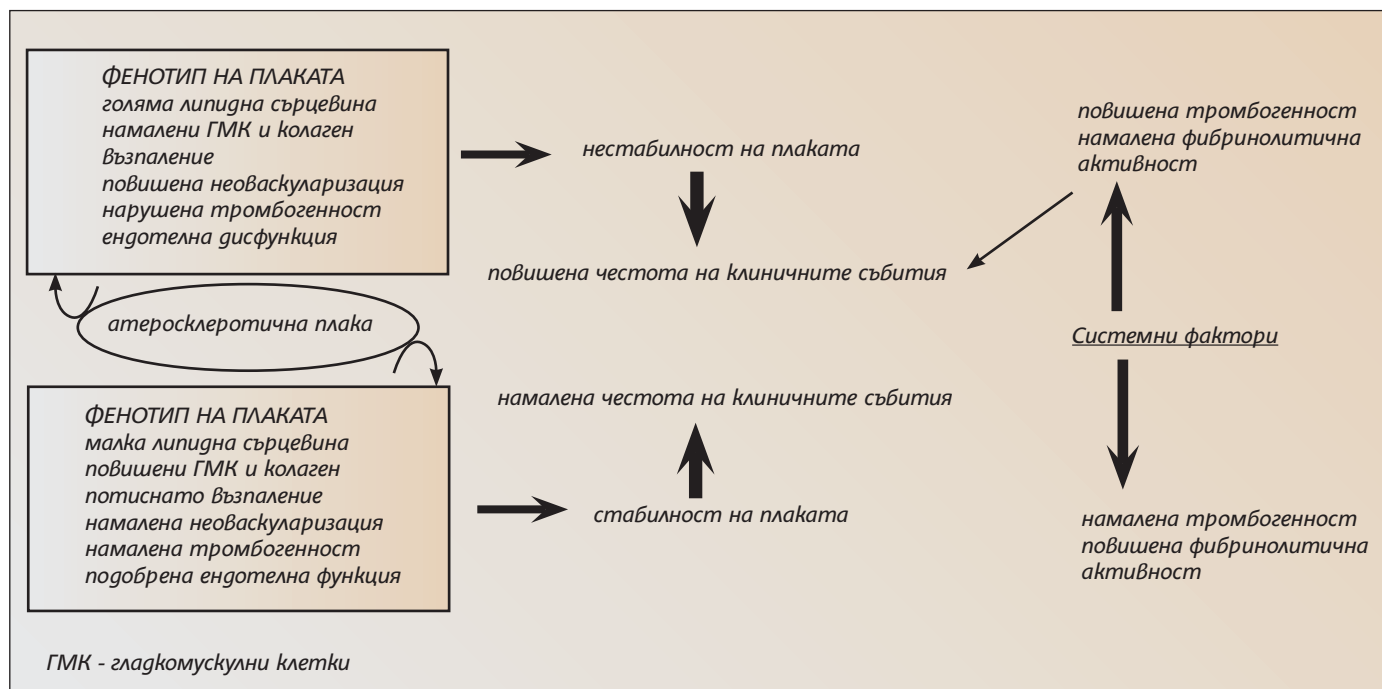 ФЕНОТИП НА ПЛАКАТА
голяма липидна сърцевина
намалени ГМК и колаген
възпаление
повишена неоваскуларизация
нарушена тромбогенност
ендотелна дисфункция
нестабилност на плаката
повишена честота на клиничните събития
повишена тромбогенност
намалена фибринолитична
активност
атеросклеротична плака
Системни фактори
ФЕНОТИП НА ПЛАКАТА
малка липидна сърцевина
повишени ГМК и колаген
потиснато възпаление
намалена неоваскуларизация
намалена тромбогенност
подобрена ендотелна функция
намалена честота на клиничните събития
стабилност на плаката
намалена тромбогенност
повишена фибринолитична
активност
ГМК - гладкомускулни клетки